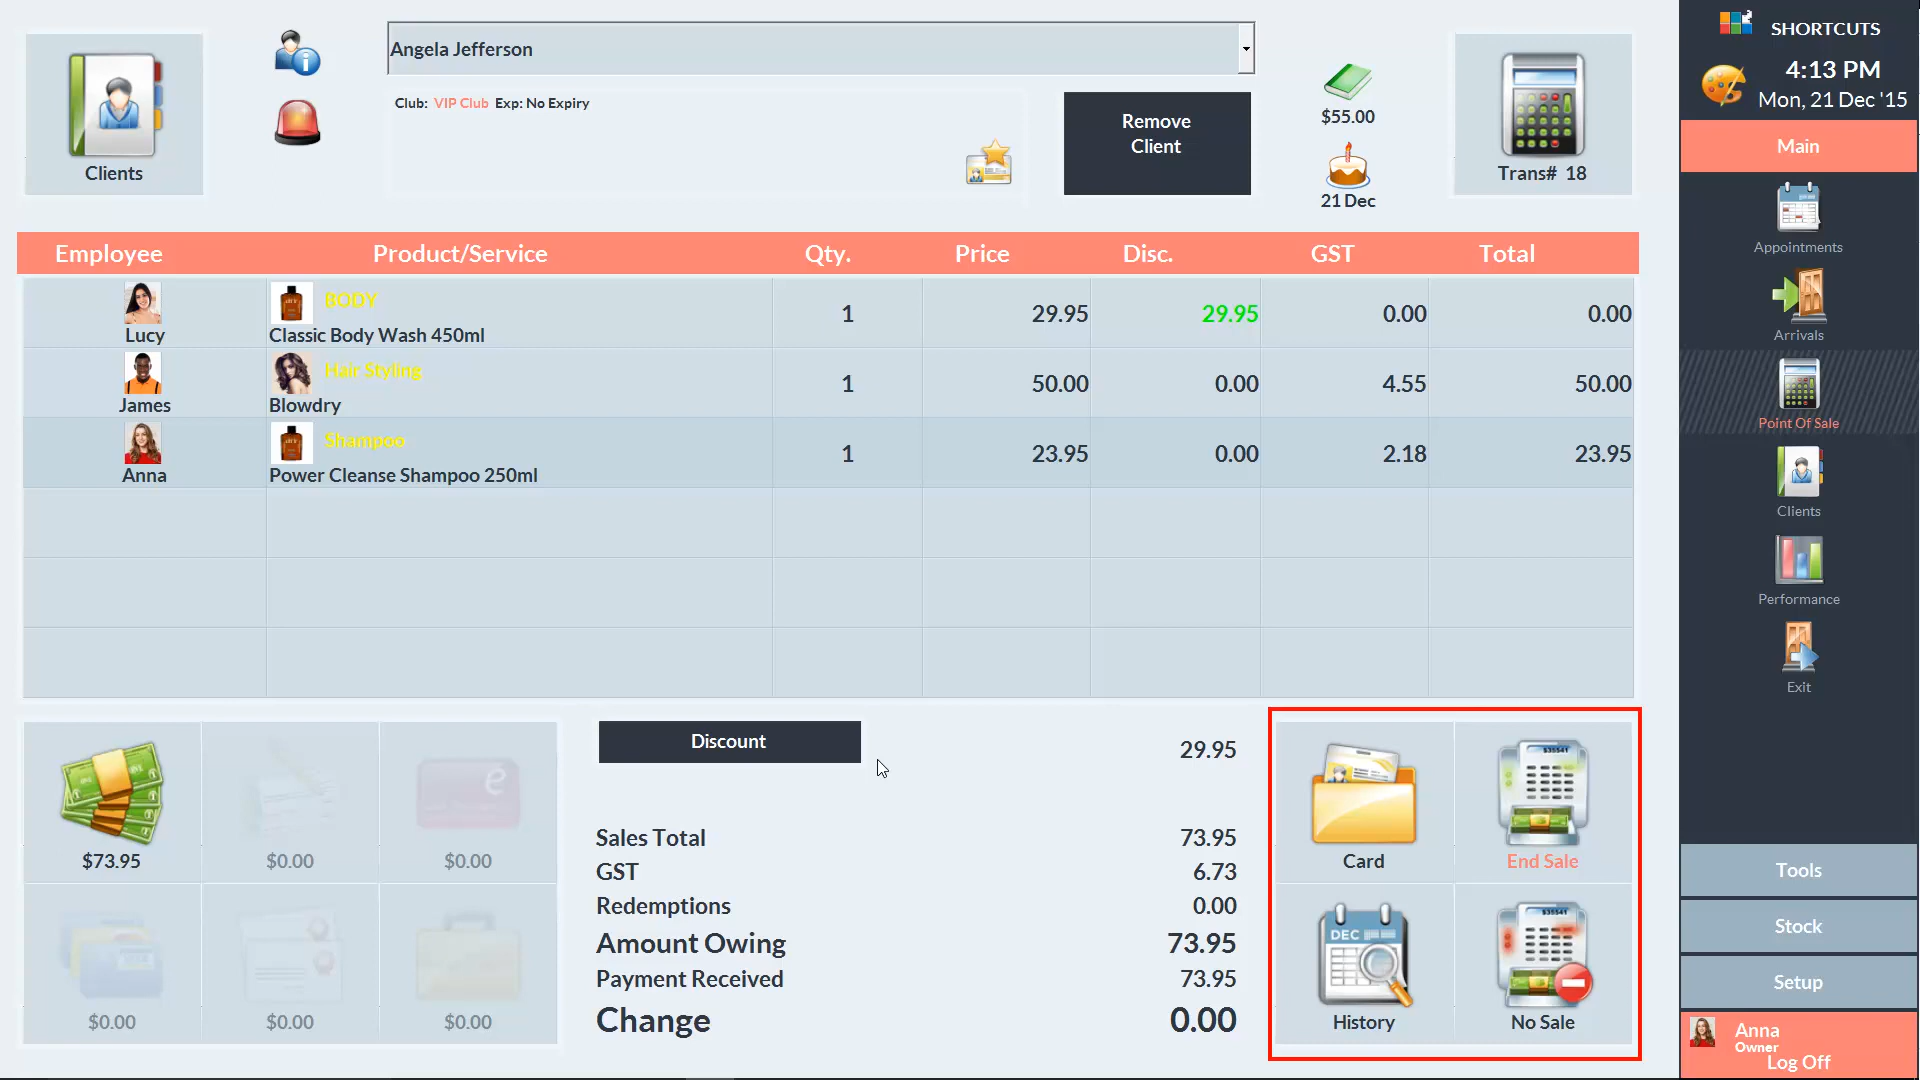 Angela Jefferson
Club: VIP Club Exp: No Expiry
Clients
Remove
Client
$55.00
21 Dec
Trans# 18
Employee Product/Service Qty. Price Disc. GST Total
BODY
Lucy Classic Body Wash 450ml 1 29.95 29.95 0.00 0.00
Hair Styling
James Blowdry 1 50.00 0.00 4.55 50.00
Shampoo
Anna Power Cleanse Shampoo 250ml 1 23.95 0.00 2.18 23.95
$73.95 $0.00 $0.00
$0.00 $0.00 $0.00
Discount 29.95
Sales Total 73.95
GST 6.73
Redemptions 0.00
Amount Owing 73.95
Payment Received 73.95
Change 0.00
$35541
$35541
Card End Sale
DEC
History No Sale
SHORTCUTS
4:13 PM
Mon, 21 Dec '15
Main
Appointments
Arrivals
Point Of Sale
Clients
Performance
Exit
Tools
Stock
Setup
Anna
Owner
Log Off